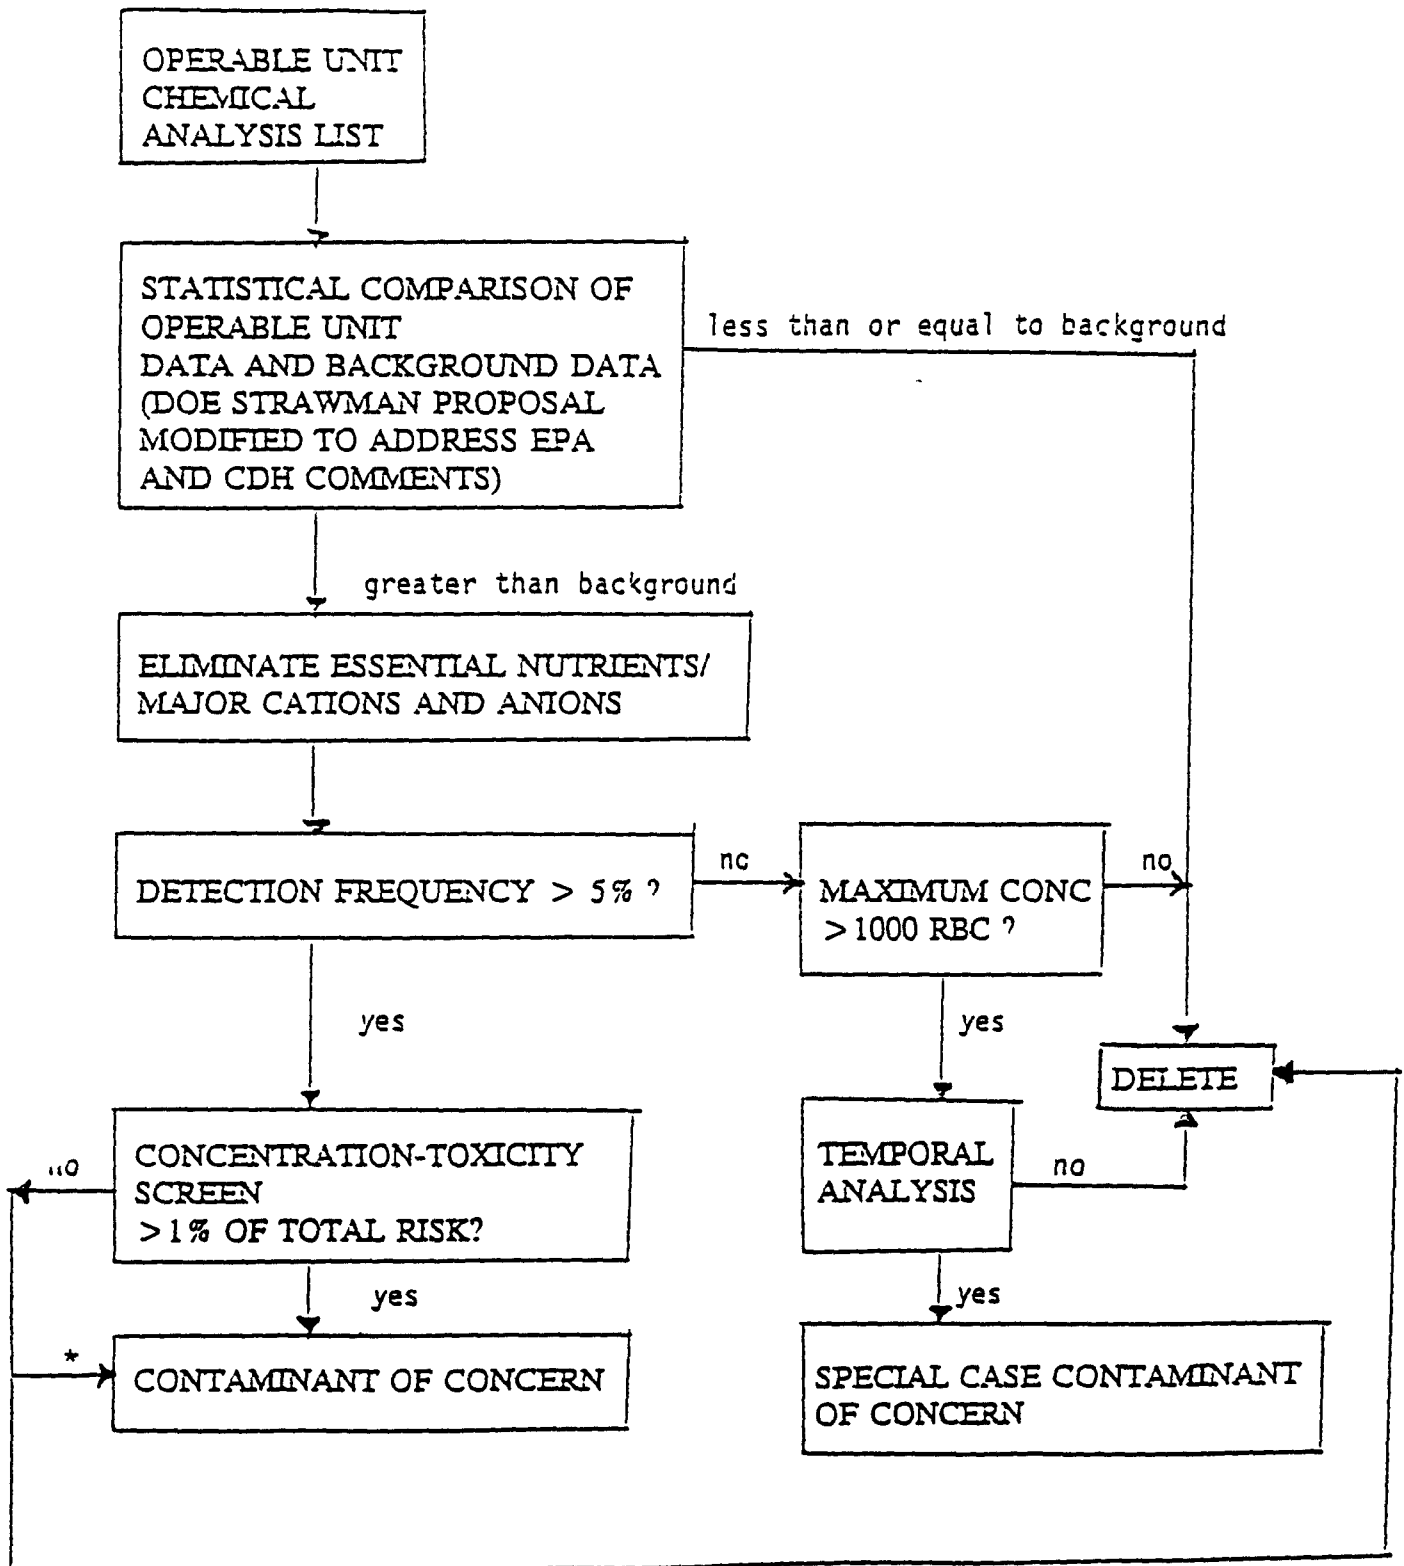 OPERABLE UNIT
CHEMICAL
ANALYSIS LIST
STATISTICAL COMPARISON OF
OPERABLE UNIT
DATA AND BACKGROUND DATA
(DOE STRAWMAN PROPOSAL
MODIFIED TO ADDRESS EPA
AND CDH COMMENTS)
less than or equal to background
greater than background
ELIMINATE ESSENTIAL NUTRIENTS/
MAJOR CATIONS AND ANIONS
DETECTION FREQUENCY > 5% ?
no
MAXIMUM CONC
>1000 RBC ?
no
yes
yes
DELETE
CONCENTRATION-TOXICITY
SCREEN
>1% OF TOTAL RISK?
no
TEMPORAL
ANALYSIS
no
yes
yes
*
CONTAMINANT OF CONCERN
SPECIAL CASE CONTAMINANT
OF CONCERN